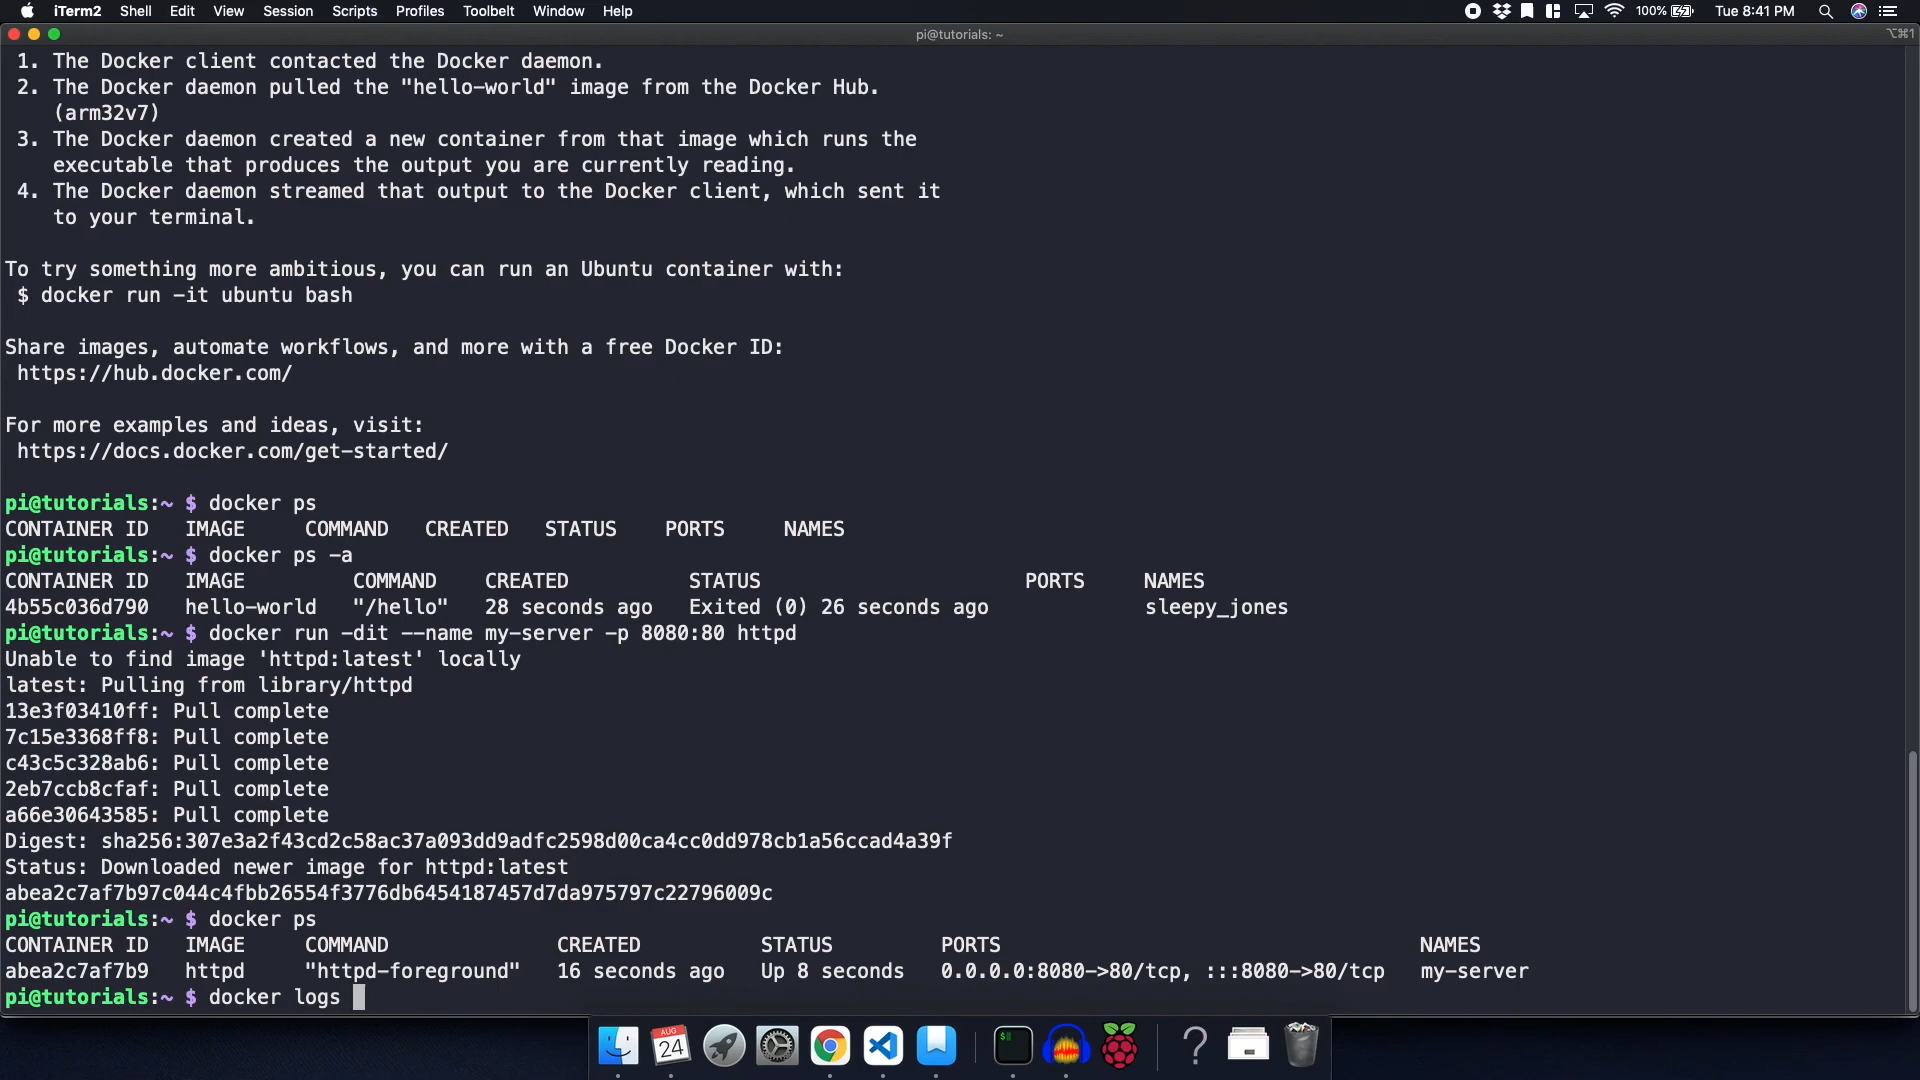 iTerm2 Shell Edit View Session Scripts Profiles Toolbelt Window Help 100% Tue 8:41 PM
pi@tutorials: ~ ⌥⌘1
1. The Docker client contacted the Docker daemon.
2. The Docker daemon pulled the "hello-world" image from the Docker Hub.
(arm32v7)
3. The Docker daemon created a new container from that image which runs the
executable that produces the output you are currently reading.
4. The Docker daemon streamed that output to the Docker client, which sent it
to your terminal.
To try something more ambitious, you can run an Ubuntu container with:
$ docker run -it ubuntu bash
Share images, automate workflows, and more with a free Docker ID:
https://hub.docker.com/
For more examples and ideas, visit:
https://docs.docker.com/get-started/
pi@tutorials:~ $ docker ps
CONTAINER ID IMAGE COMMAND CREATED STATUS PORTS NAMES
pi@tutorials:~ $ docker ps -a
CONTAINER ID IMAGE COMMAND CREATED STATUS PORTS NAMES
4b55c036d790 hello-world "/hello" 28 seconds ago Exited (0) 26 seconds ago sleepy_jones
pi@tutorials:~ $ docker run -dit --name my-server -p 8080:80 httpd
Unable to find image 'httpd:latest' locally
latest: Pulling from library/httpd
13e3f03410ff: Pull complete
7c15e3368ff8: Pull complete
c43c5c328ab6: Pull complete
2eb7ccb8cfaf: Pull complete
a66e30643585: Pull complete
Digest: sha256:307e3a2f43cd2c58ac37a093dd9adfc2598d00ca4cc0dd978cb1a56ccad4a39f
Status: Downloaded newer image for httpd:latest
abea2c7af7b97c044c4fbb26554f3776db6454187457d7da975797c22796009c
pi@tutorials:~ $ docker ps
CONTAINER ID IMAGE COMMAND CREATED STATUS PORTS NAMES
abea2c7af7b9 httpd "httpd-foreground" 16 seconds ago Up 8 seconds 0.0.0.0:8080->80/tcp, :::8080->80/tcp my-server
pi@tutorials:~ $ docker logs
AUG
24